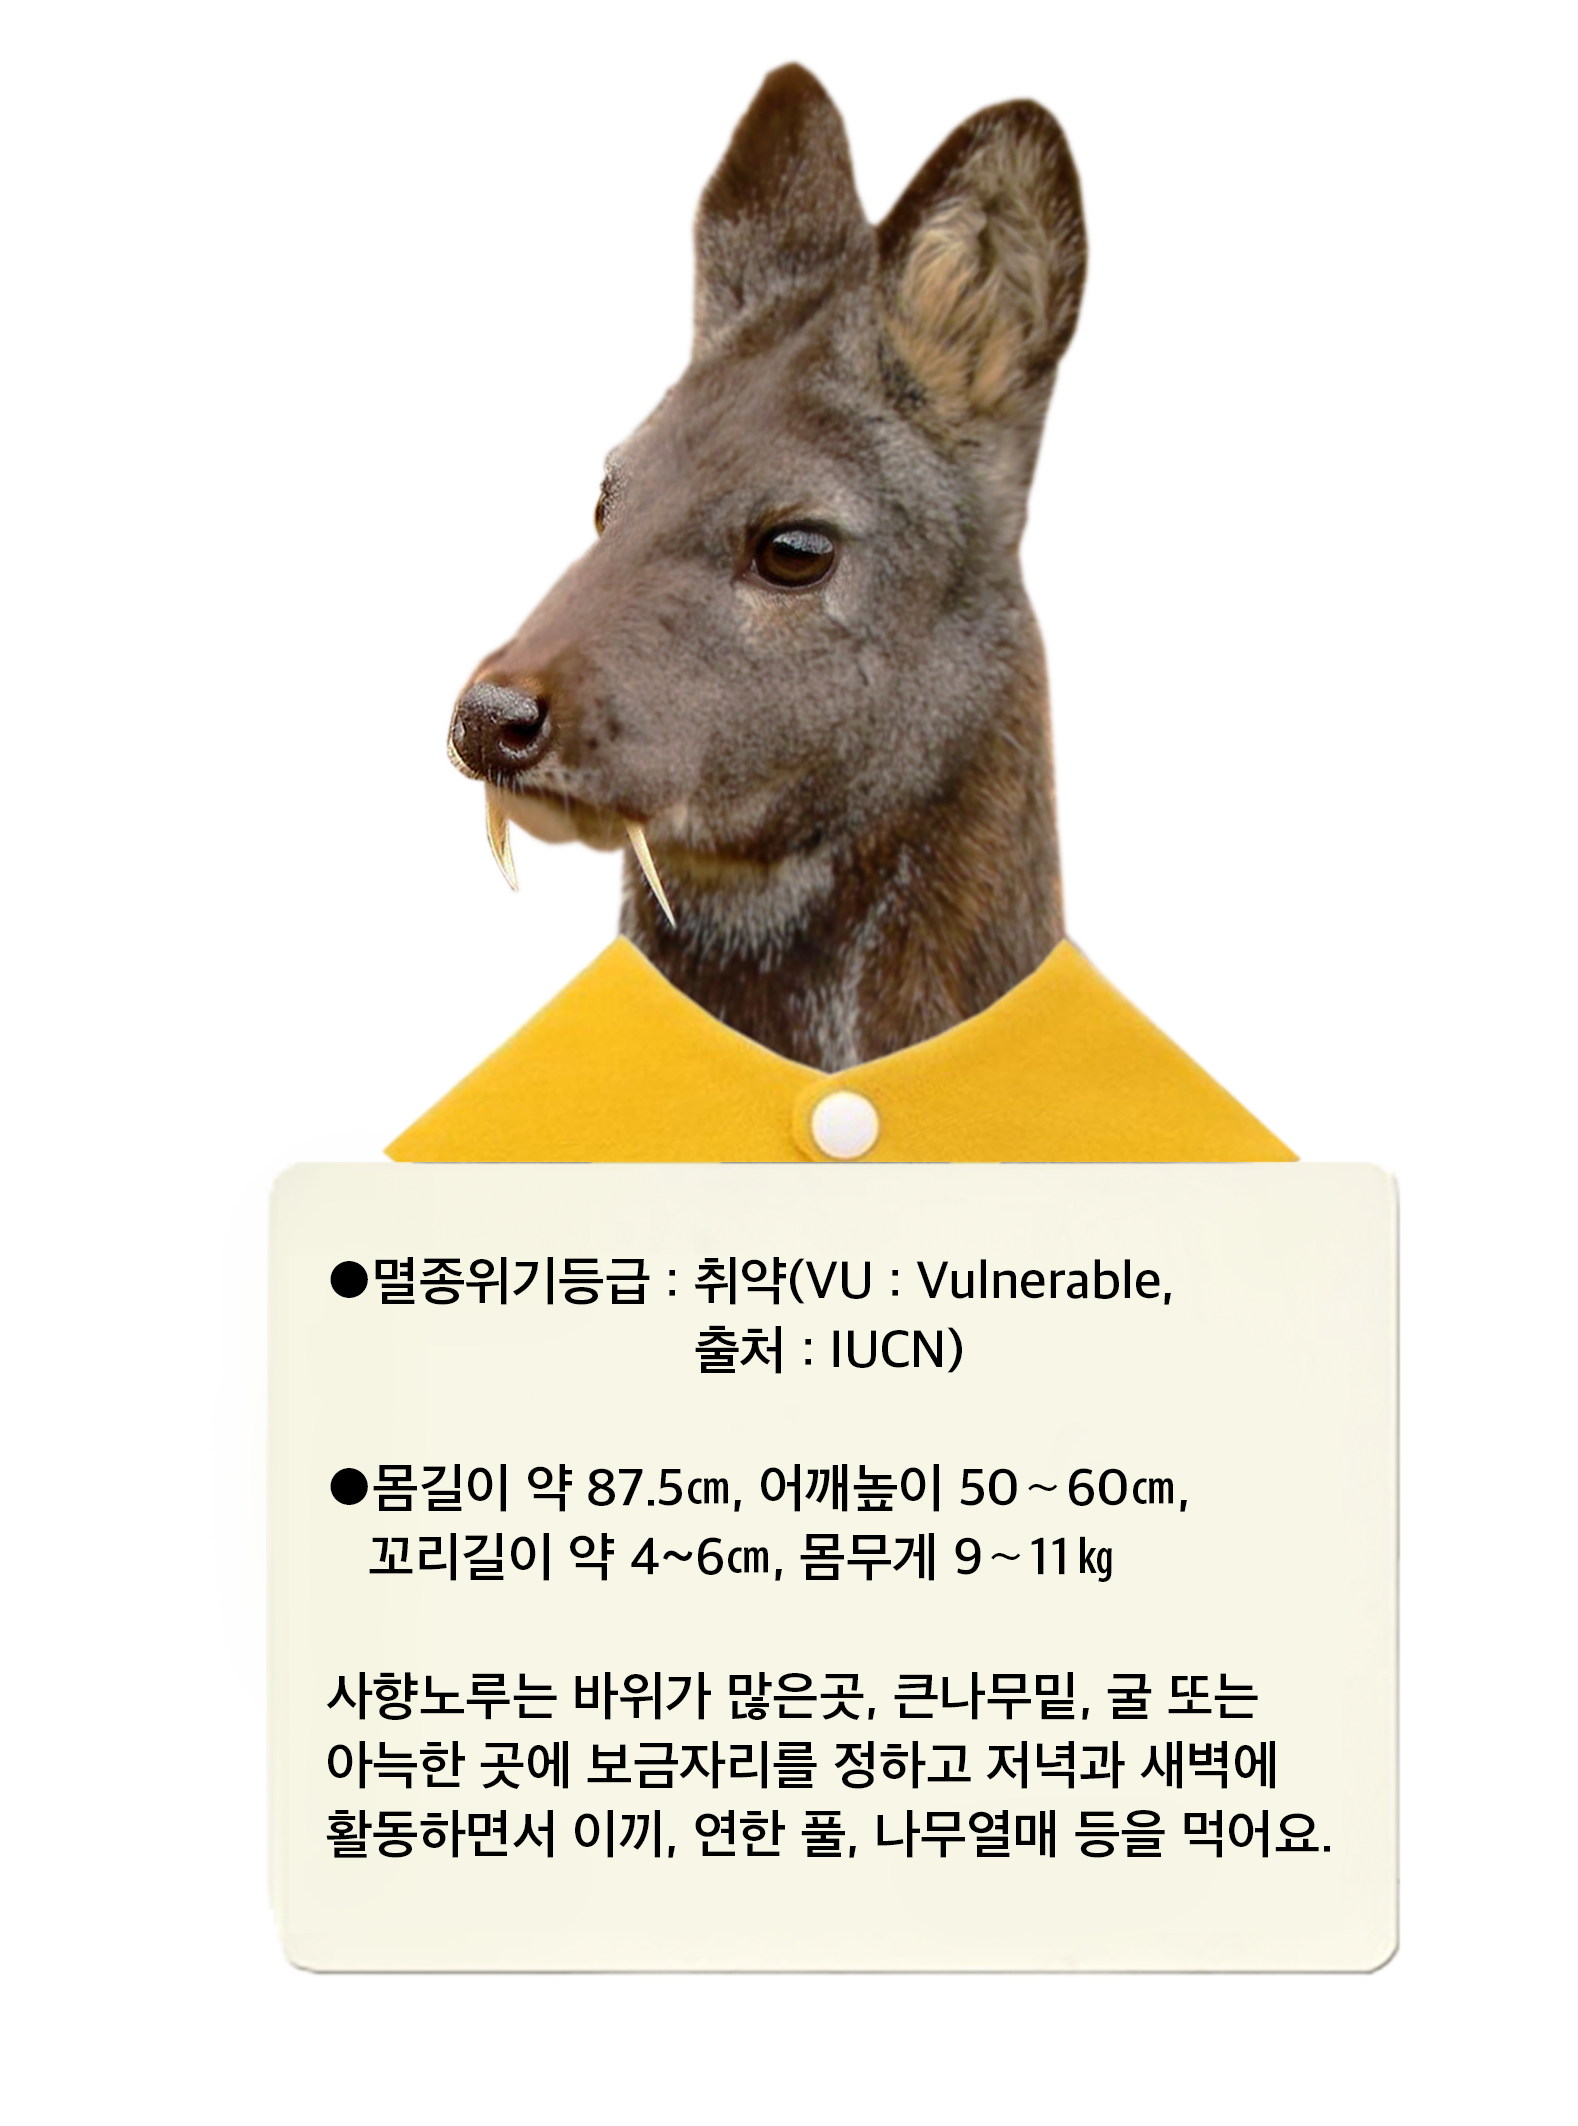 ●멸종위기등급 : 취약(VU : Vulnerable,
출처 : IUCN)
●몸길이 약 87.5㎝, 어깨높이 50～60㎝,
꼬리길이 약 4~6㎝, 몸무게 9～11㎏
사향노루는 바위가 많은곳, 큰나무밑, 굴 또는
아늑한 곳에 보금자리를 정하고 저녁과 새벽에
활동하면서 이끼, 연한 풀, 나무열매 등을 먹어요.